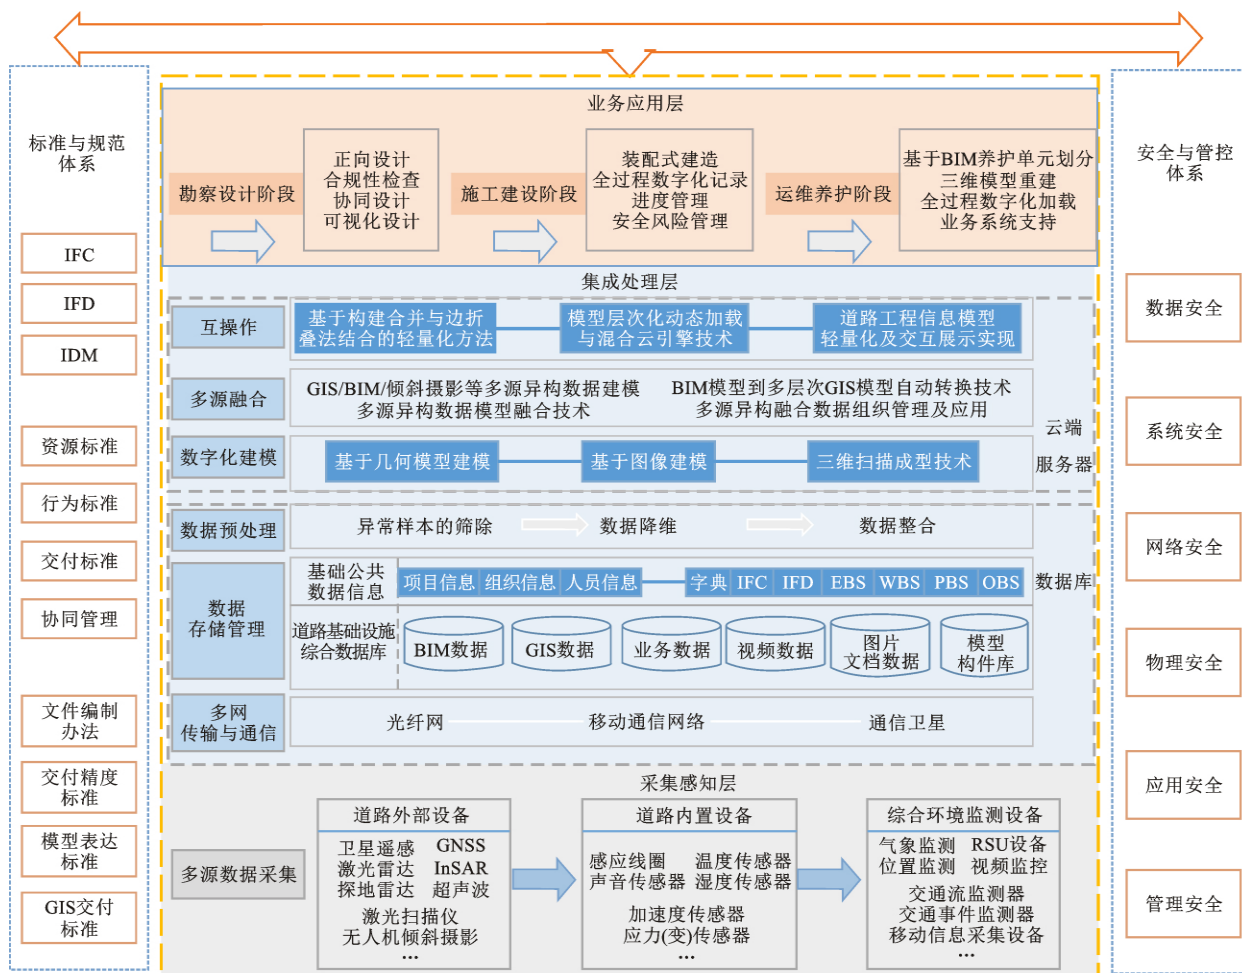 标准与规范
体系
IFC
IFD
IDM
资源标准
行为标准
交付标准
协同管理
文件编制
办法
交付精度
标准
模型表达
标准
GIS交付
标准
业务应用层
勘察设计阶段
正向设计
合规性检查
协同设计
可视化设计
施工建设阶段
装配式建造
全过程数字化记录
进度管理
安全风险管理
运维养护阶段
基于BIM养护单元划分
三维模型重建
全过程数字化加载
业务系统支持
集成处理层
互操作
基于构建合并与边折
叠法结合的轻量化方法
模型层次化动态加载
与混合云引擎技术
道路工程信息模型
轻量化及交互展示实现
多源融合
GIS/BIM/倾斜摄影等多源异构数据建模
多源异构数据模型融合技术
BIM模型到多层次GIS模型自动转换技术
多源异构融合数据组织管理及应用
数字化建模
基于几何模型建模
基于图像建模
三维扫描成型技术
云端
服务器
数据预处理
异常样本的筛除
数据降维
数据整合
数据
存储管理
基础公共
数据信息
项目信息
组织信息
人员信息
字典
IFC
IFD
EBS
WBS
PBS
OBS
道路基础设施
综合数据库
BIM数据
GIS数据
业务数据
视频数据
图片
文档数据
模型
构件库
数据库
多网
传输与通信
光纤网
移动通信网络
通信卫星
采集感知层
多源数据采集
道路外部设备
卫星遥感 GNSS
激光雷达 InSAR
探地雷达 超声波
激光扫描仪
无人机倾斜摄影
...
道路内置设备
感应线圈 温度传感器
声音传感器 湿度传感器
加速度传感器
应力(变)传感器
...
综合环境监测设备
气象监测 RSU设备
位置监测 视频监控
交通流监测器
交通事件监测器
移动信息采集设备
...
安全与管控
体系
数据安全
系统安全
网络安全
物理安全
应用安全
管理安全